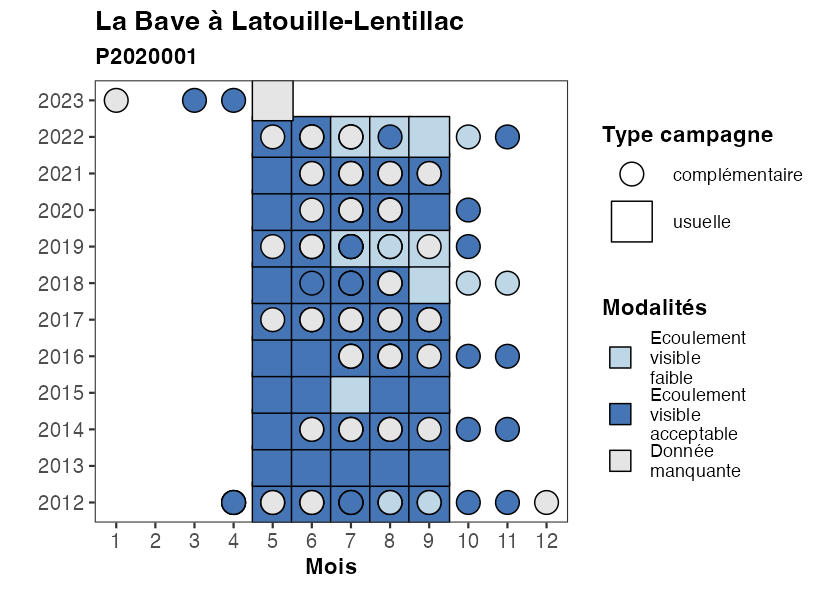 La Bave à Latouille-Lentillac
P2020001
2023
2022
2021
2020
2019
2018
2017
2016
2015
2014
2013
2012
1 2 3 4 5 6 7 8 9 10 11 12
Mois
Type campagne
complémentaire
usuelle
Modalités
Ecoulement
visible
faible
Ecoulement
visible
acceptable
Donnée
manquante